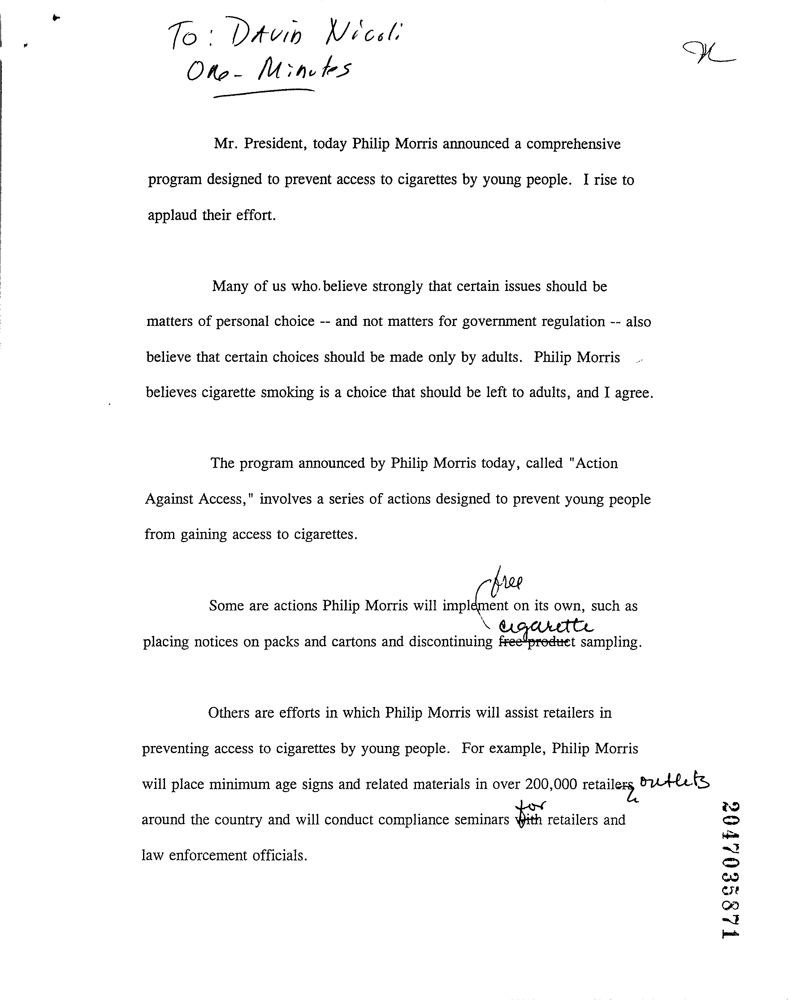 To: David Nicoli
One-Minutes
Mr. President, today Philip Morris announced a comprehensive
program designed to prevent access to cigarettes by young people. I rise to
applaud their effort.
Many of us who believe strongly that certain issues should be
matters of personal choice -- and not matters for government regulation -- also
believe that certain choices should be made only by adults. Philip Morris
believes cigarette smoking is a choice that should be left to adults, and I agree.
The program announced by Philip Morris today, called "Action
Against Access," involves a series of actions designed to prevent young people
from gaining access to cigarettes.
free
Some are actions Philip Morris will implement on its own, such as
cigarette
placing notices on packs and cartons and discontinuing free product sampling.
Others are efforts in which Philip Morris will assist retailers in
preventing access to cigarettes by young people. For example, Philip Morris
will place minimum age signs and related materials in over 200,000 retailers outlets
for
around the country and will conduct compliance seminars with retailers and
law enforcement officials.
2047035871